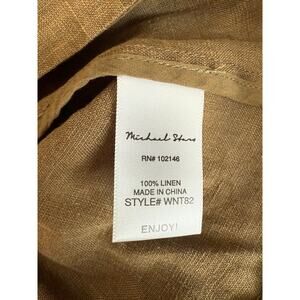 Michael Stars
RN# 102146
100% LINEN
MADE IN CHINA
STYLE# WNT82
ENJOY!